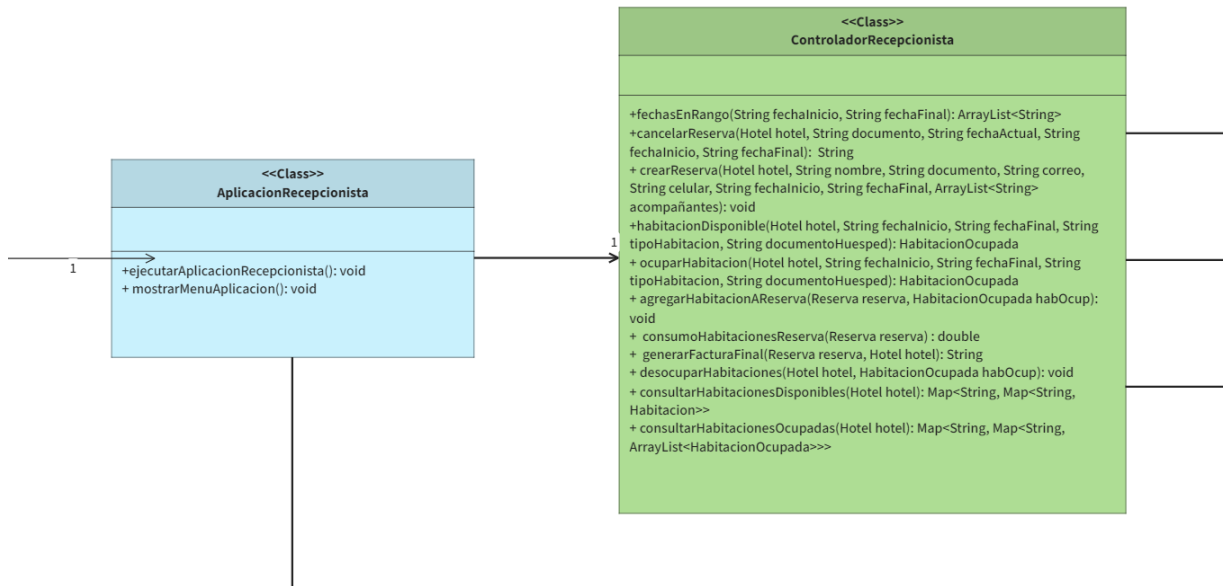 <<Class>>
ControladorRecepcionista
+fechasEnRango(String fechaInicio, String fechaFinal): ArrayList<String>
+cancelarReserva(Hotel hotel, String documento, String fechaActual, String
fechaInicio, String fechaFinal):  String
+ crearReserva(Hotel hotel, String nombre, String documento, String correo,
String celular, String fechaInicio, String fechaFinal, ArrayList<String>
acompañantes): void
+habitacionDisponible(Hotel hotel, String fechaInicio, String fechaFinal, String
tipoHabitacion, String documentoHuesped): HabitacionOcupada
+ ocuparHabitacion(Hotel hotel, String fechaInicio, String fechaFinal, String
tipoHabitacion, String documentoHuesped): HabitacionOcupada
+ agregarHabitacionAReserva(Reserva reserva, HabitacionOcupada habOcup):
void
+  consumoHabitacionesReserva(Reserva reserva) : double
+  generarFacturaFinal(Reserva reserva, Hotel hotel): String
+ desocuparHabitaciones(Hotel hotel, HabitacionOcupada habOcup): void
+ consultarHabitacionesDisponibles(Hotel hotel): Map<String, Map<String,
Habitacion>>
+ consultarHabitacionesOcupadas(Hotel hotel): Map<String, Map<String,
ArrayList<HabitacionOcupada>>>
<<Class>>
AplicacionRecepcionista
+ejecutarAplicacionRecepcionista(): void
+ mostrarMenuAplicacion(): void
1
1